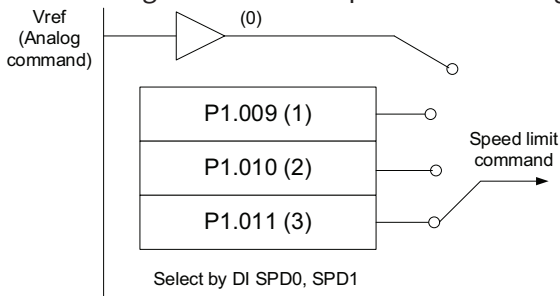 Vref
(Analog
command)
(0)
P1.009 (1)
P1.010 (2)
P1.011 (3)
Speed limit
command
Select by DI SPD0, SPD1